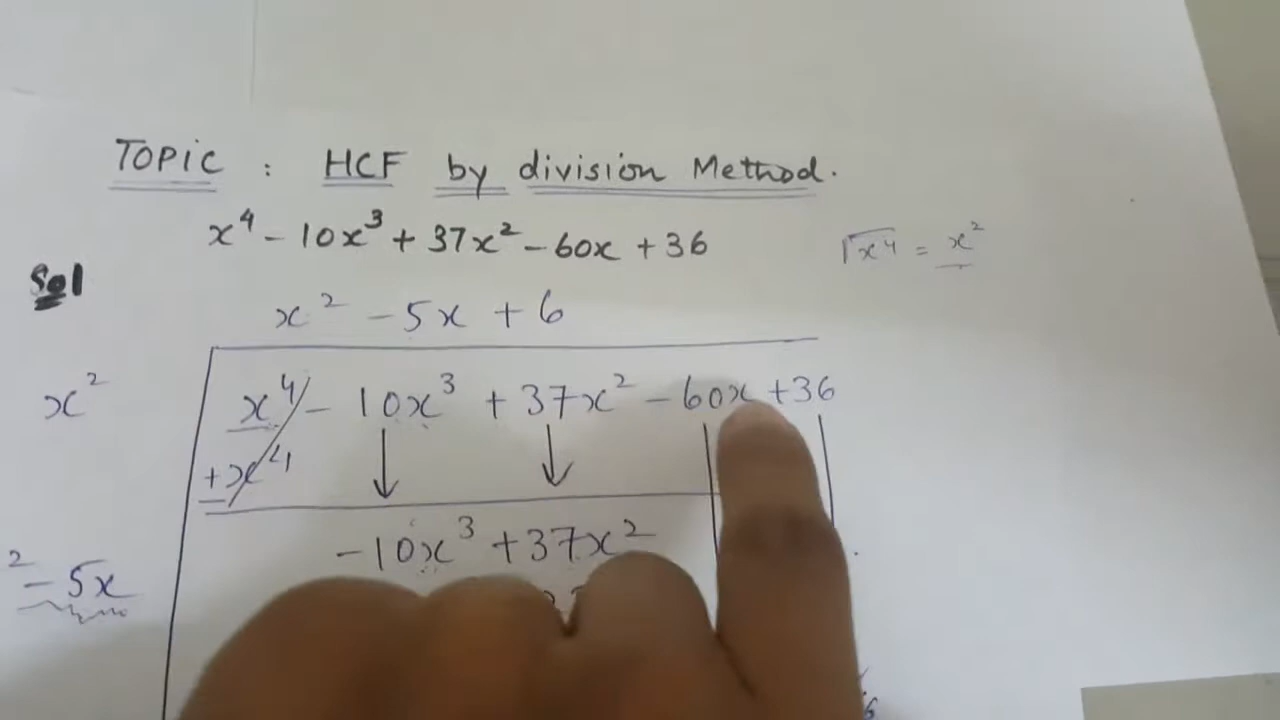 TOPIC : HCF by division Method.
x⁴ - 10x³ + 37x² - 60x + 36
√x⁴ = x²
Sol
x² - 5x + 6
x²
x⁴ - 10x³ + 37x² - 60x + 36
+x⁴
-10x³ + 37x²
² - 5x